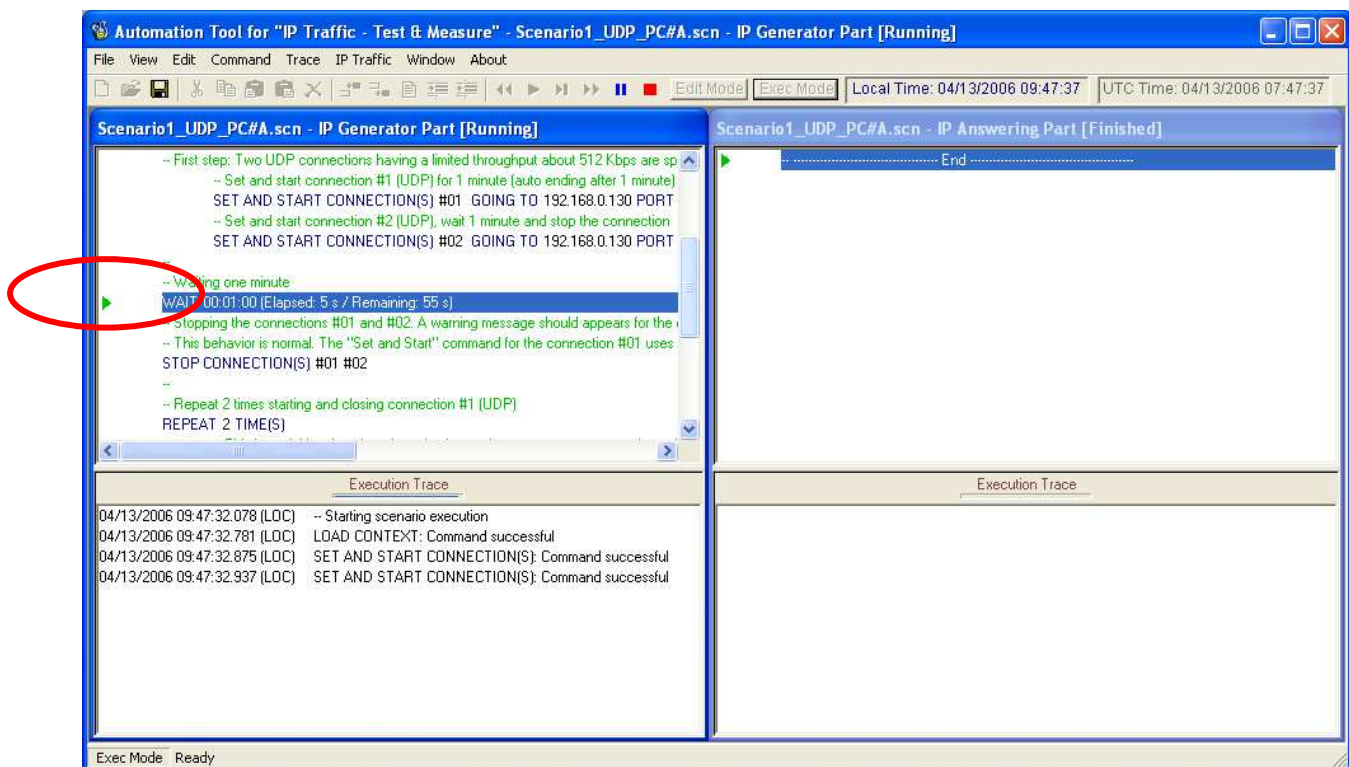 Automation Tool for "IP Traffic - Test & Measure" - Scenario1_UDP_PC#A.scn - IP Generator Part [Running]
File View Edit Command Trace IP Traffic Window About
Edit Mode Exec Mode Local Time: 04/13/2006 09:47:37 UTC Time: 04/13/2006 07:47:37
Scenario1_UDP_PC#A.scn - IP Generator Part [Running]
-- First step: Two UDP connections having a limited throughput about 512 Kbps are sp
-- Set and start connection #1 (UDP) for 1 minute (auto ending after 1 minute)
SET AND START CONNECTION(S) #01 GOING TO 192.168.0.130 PORT
-- Set and start connection #2 (UDP), wait 1 minute and stop the connection
SET AND START CONNECTION(S) #02 GOING TO 192.168.0.130 PORT
--
-- Waiting one minute
WAIT 00:01:00 (Elapsed: 5 s / Remaining: 55 s)
-- Stopping the connections #01 and #02. A warning message should appears for the
-- This behavior is normal. The "Set and Start" command for the connection #01 uses
STOP CONNECTION(S) #01 #02
--
-- Repeat 2 times starting and closing connection #1 (UDP)
REPEAT 2 TIME(S)
Execution Trace
04/13/2006 09:47:32.078 (LOC) -- Starting scenario execution
04/13/2006 09:47:32.781 (LOC) LOAD CONTEXT: Command successful
04/13/2006 09:47:32.875 (LOC) SET AND START CONNECTION(S): Command successful
04/13/2006 09:47:32.937 (LOC) SET AND START CONNECTION(S): Command successful
Scenario1_UDP_PC#A.scn - IP Answering Part [Finished]
-- ---------------------------------- End ----------------------------------------
Execution Trace
Exec Mode Ready